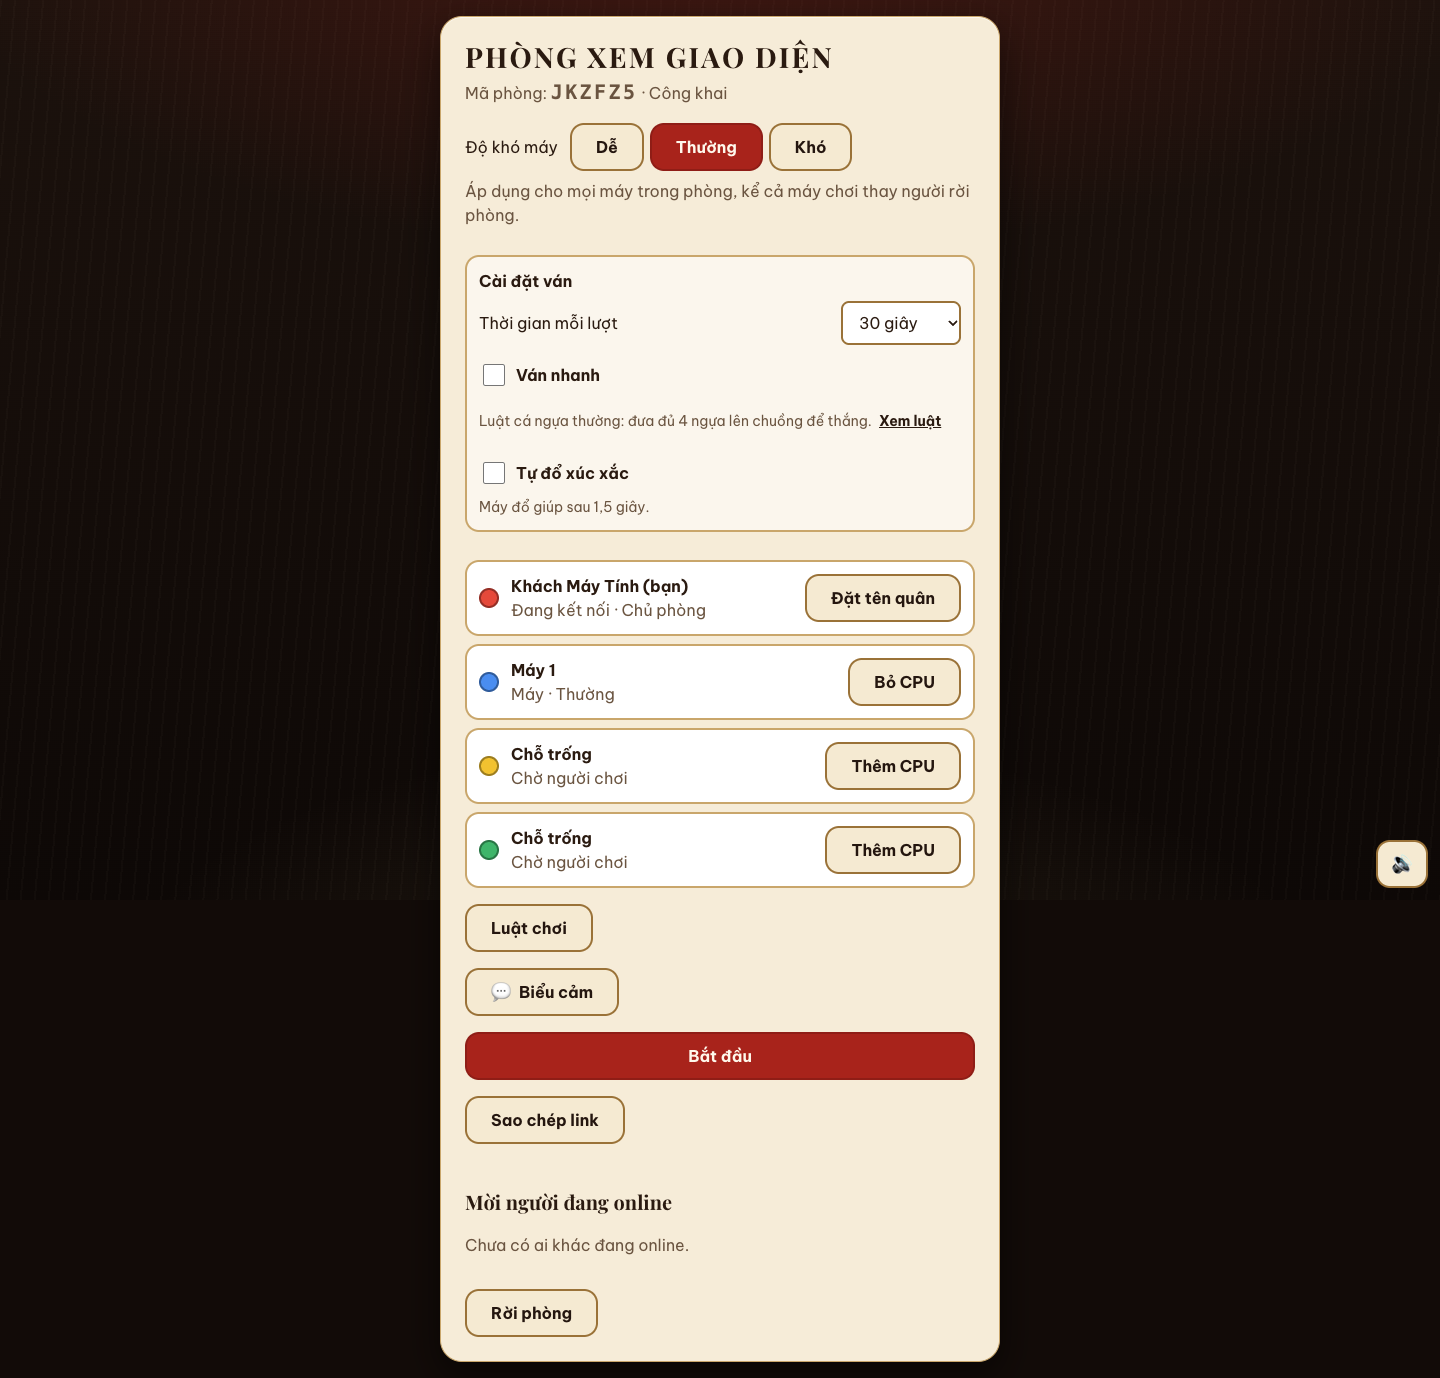 PHÒNG XEM GIAO DIỆN
Mã phòng: JKZFZ5 · Công khai
Độ khó máy Dễ Thường Khó
Áp dụng cho mọi máy trong phòng, kể cả máy chơi thay người rời
phòng.
Cài đặt ván
Thời gian mỗi lượt 30 giây
Ván nhanh
Luật cá ngựa thường: đưa đủ 4 ngựa lên chuồng để thắng. Xem luật
Tự đổ xúc xắc
Máy đổ giúp sau 1,5 giây.
Khách Máy Tính (bạn)
Đang kết nối · Chủ phòng
Đặt tên quân
Máy 1
Máy · Thường
Bỏ CPU
Chỗ trống
Chờ người chơi
Thêm CPU
Chỗ trống
Chờ người chơi
Thêm CPU
Luật chơi
Biểu cảm
Bắt đầu
Sao chép link
Mời người đang online
Chưa có ai khác đang online.
Rời phòng